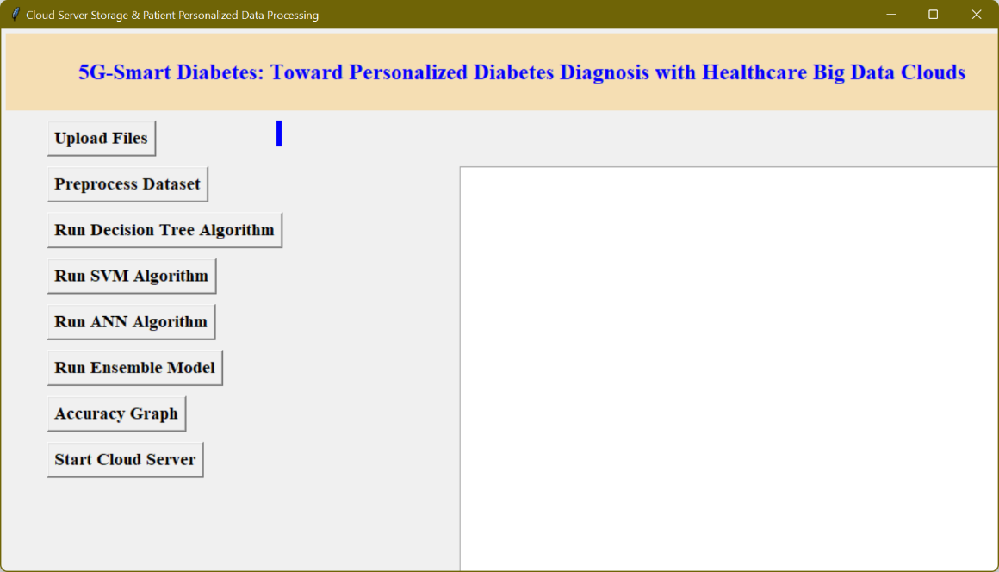 Cloud Server Storage & Patient Personalized Data Processing
5G-Smart Diabetes: Toward Personalized Diabetes Diagnosis with Healthcare Big Data Clouds
Upload Files
Preprocess Dataset
Run Decision Tree Algorithm
Run SVM Algorithm
Run ANN Algorithm
Run Ensemble Model
Accuracy Graph
Start Cloud Server